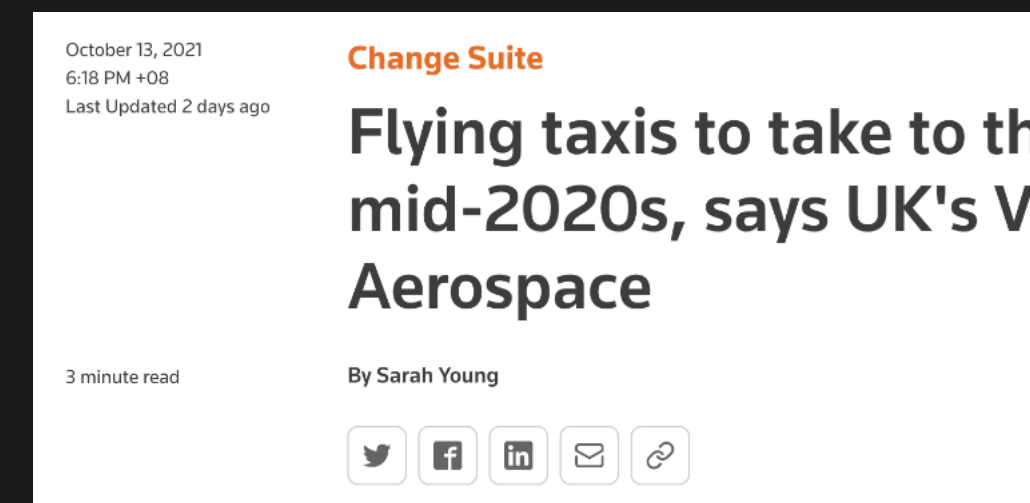 October 13, 2021
6:18 PM +08
Last Updated 2 days ago
Change Suite
Flying taxis to take to
mid-2020s, says UK's
Aerospace
3 minute read
By Sarah Young